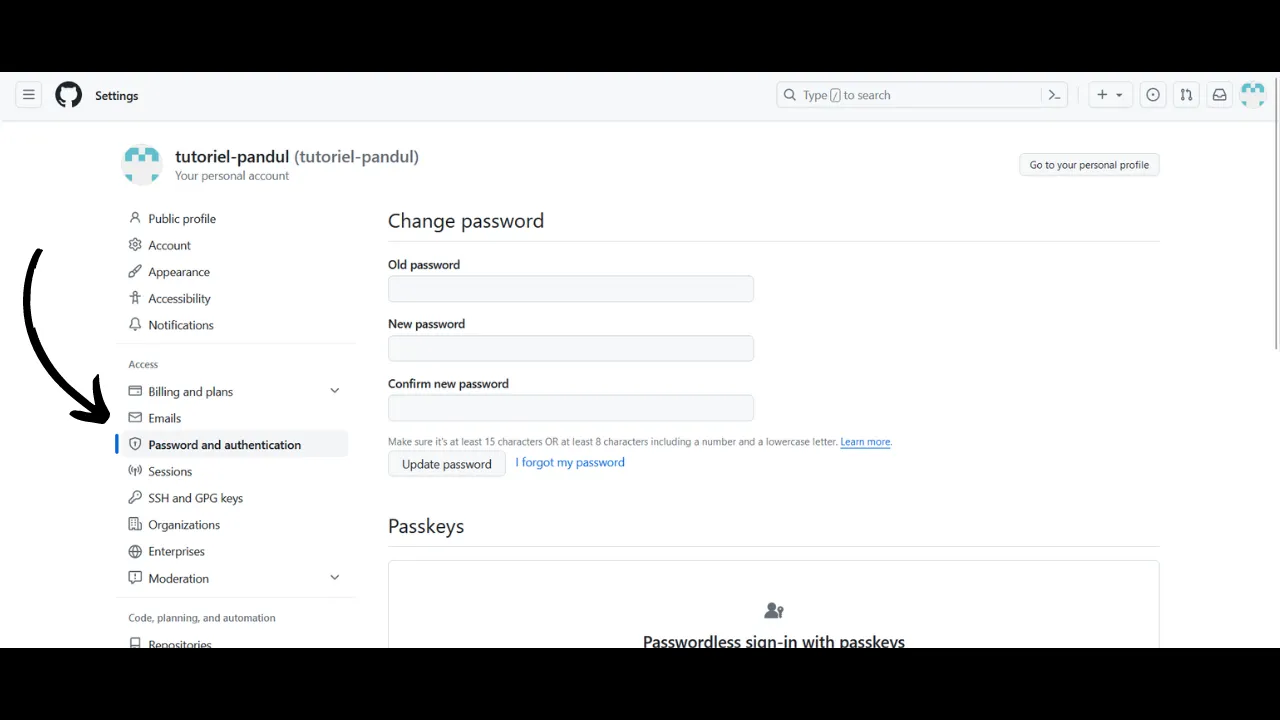 Settings
Type / to search
tutoriel-pandul (tutoriel-pandul)
Your personal account
Go to your personal profile
Public profile
Account
Appearance
Accessibility
Notifications
Access
Billing and plans
Emails
Password and authentication
Sessions
SSH and GPG keys
Organizations
Enterprises
Moderation
Code, planning, and automation
Repositories
Change password
Old password
New password
Confirm new password
Make sure it's at least 15 characters OR at least 8 characters including a number and a lowercase letter. Learn more.
Update password I forgot my password
Passkeys
Passwordless sign-in with passkeys